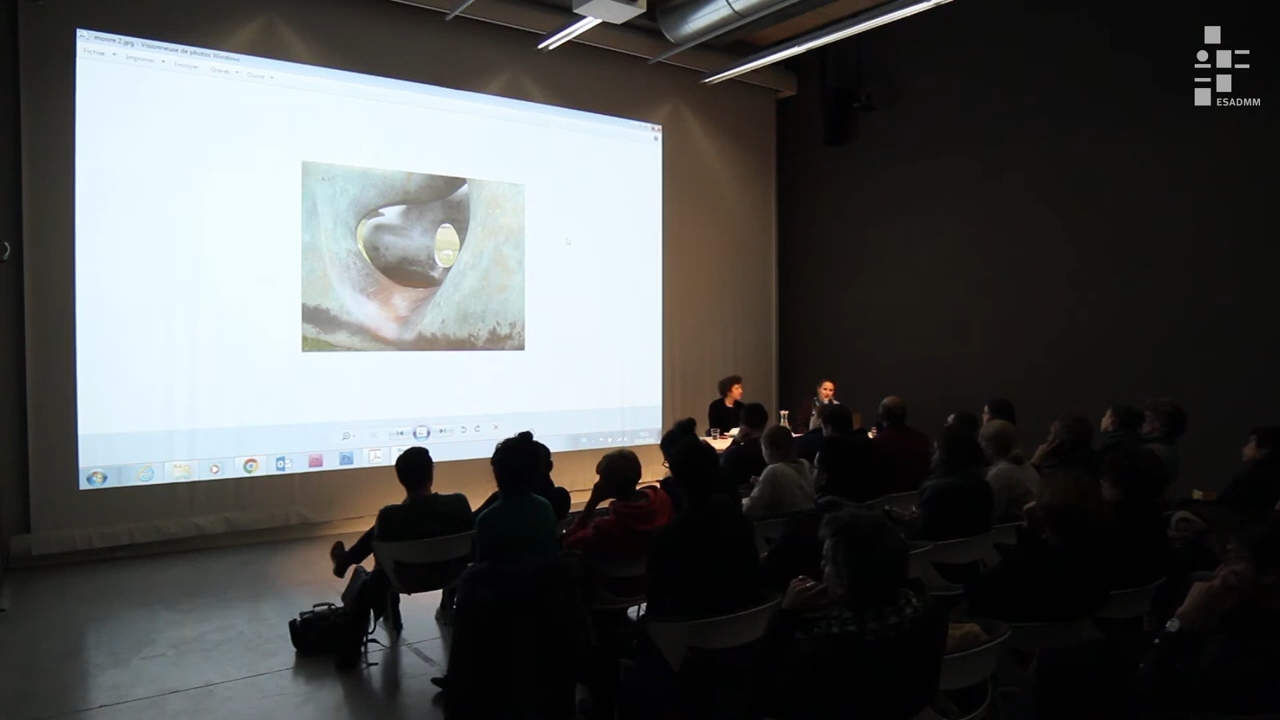 moore 2.jpg - Visionneuse de photos Windows
Fichier Imprimer Envoyer Graver Ouvrir
ESADMM